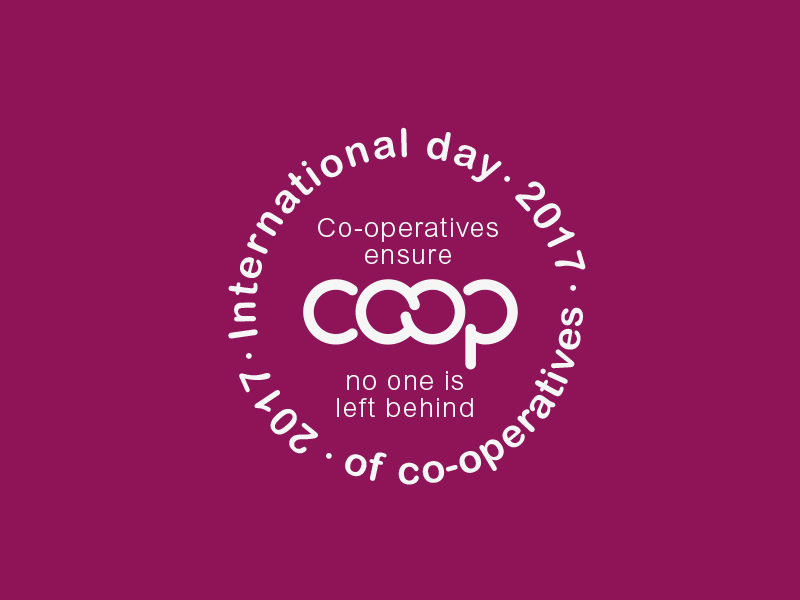 International day · 2017 ·
of co-operatives · 2017 ·
Co-operatives
ensure
coop
no one is
left behind